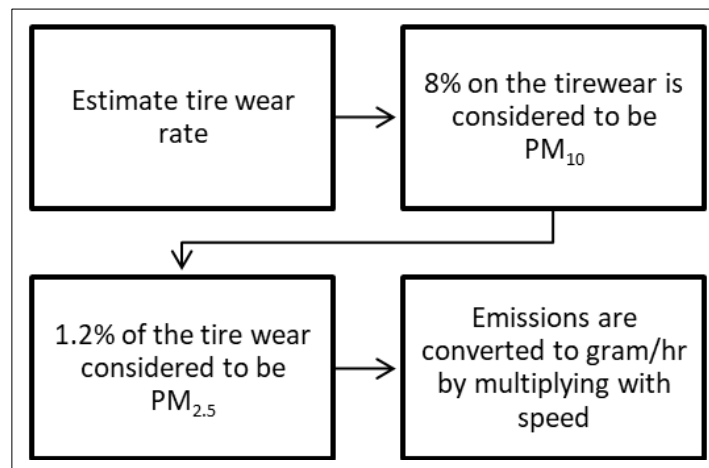 Estimate tire wear
rate
8% on the tirewear is
considered to be
PM₁₀
1.2% of the tire wear
considered to be
PM₂.₅
Emissions are
converted to gram/hr
by multiplying with
speed